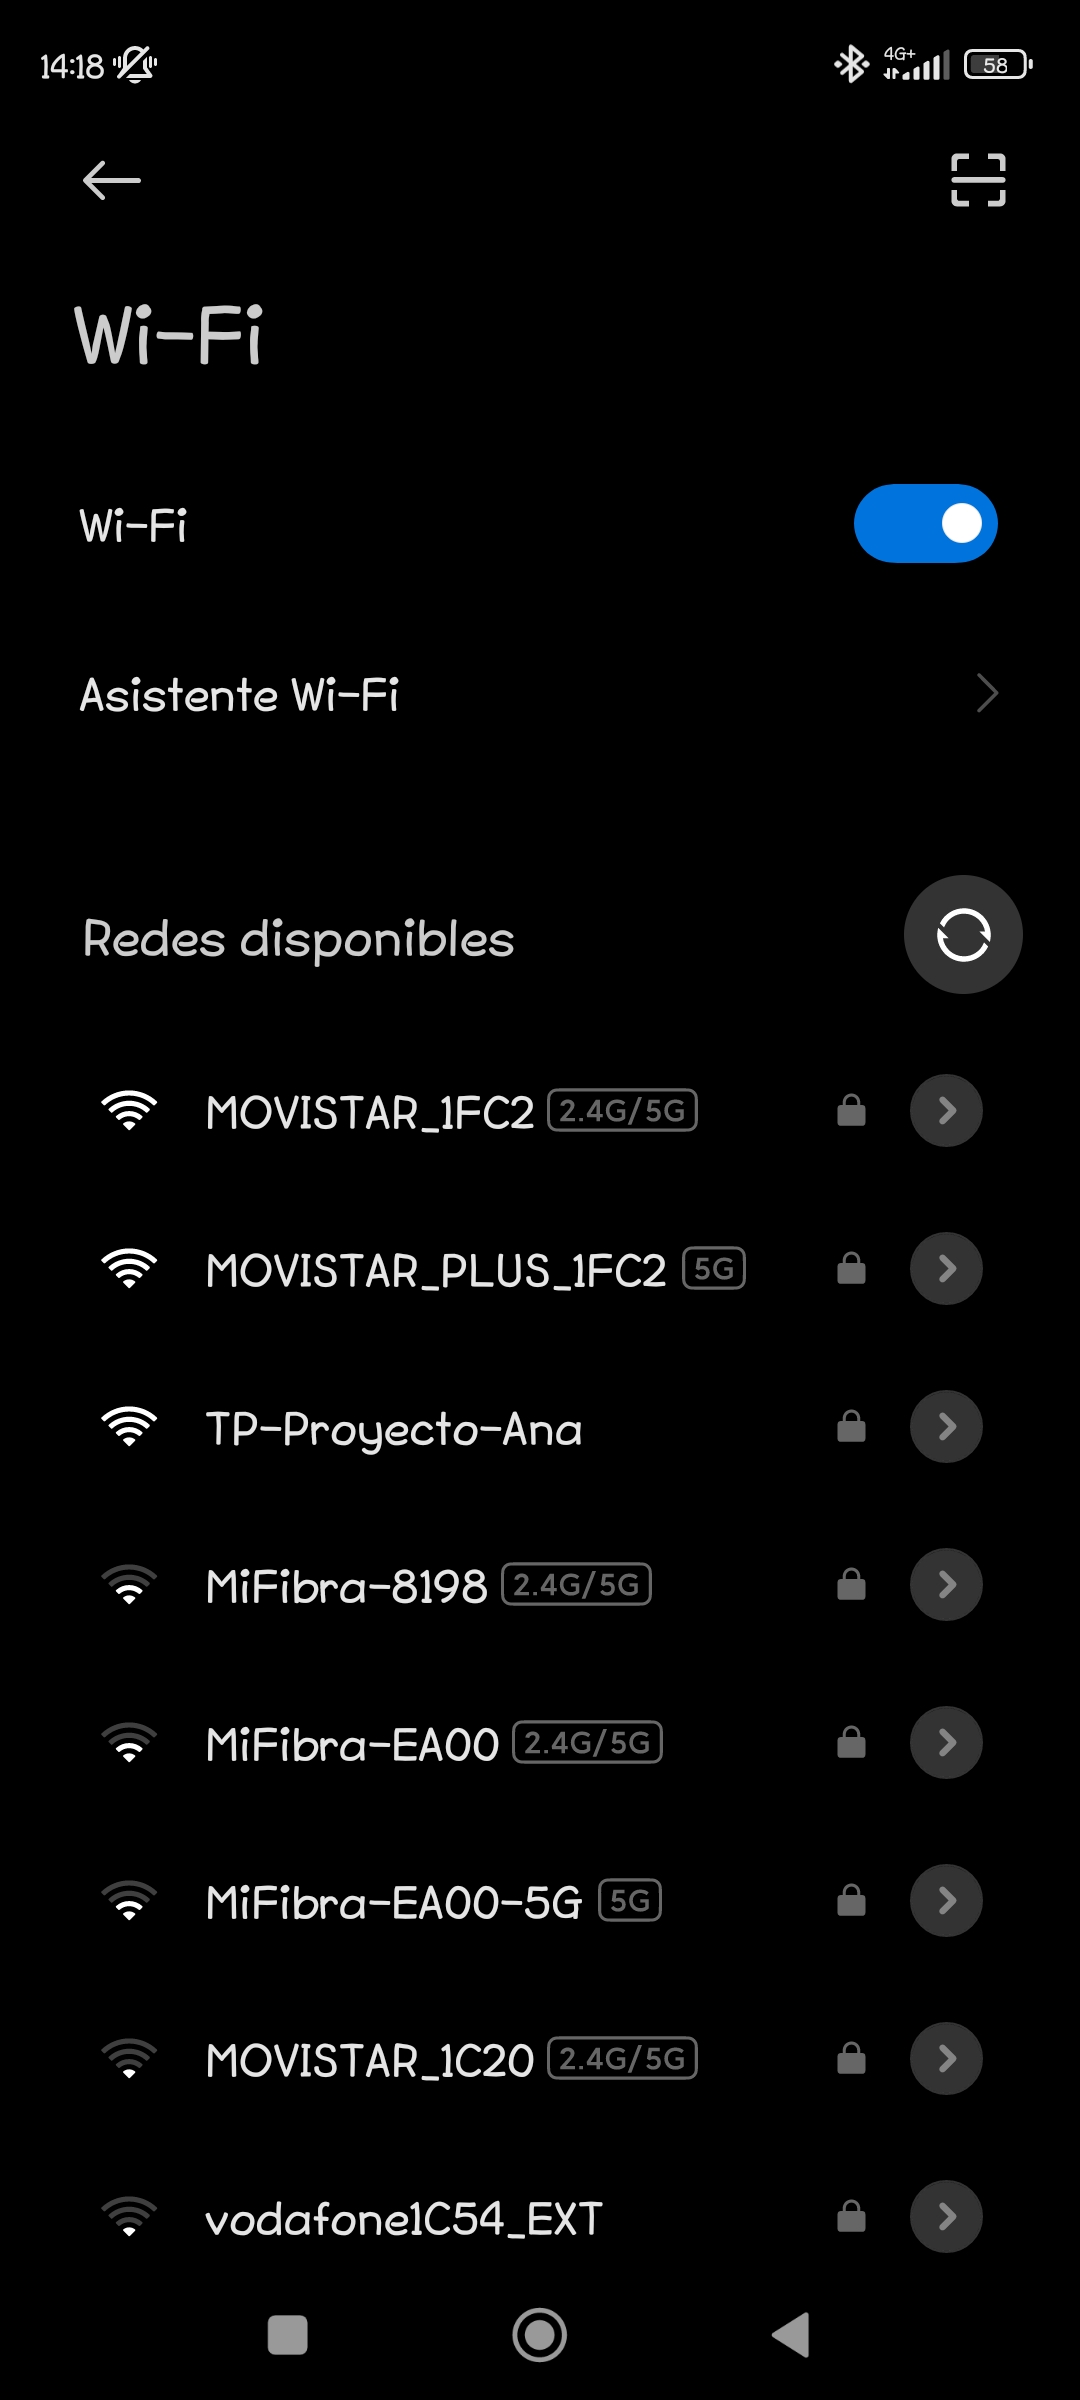 14:18
4G+
58
Wi-Fi
Wi-Fi
Asistente Wi-Fi
Redes disponibles
MOVISTAR_1FC2 2.4G/5G
MOVISTAR_PLUS_1FC2 5G
TP-Proyecto-Ana
MiFibra-8198 2.4G/5G
MiFibra-EA00 2.4G/5G
MiFibra-EA00-5G 5G
MOVISTAR_1C20 2.4G/5G
vodafone1C54_EXT